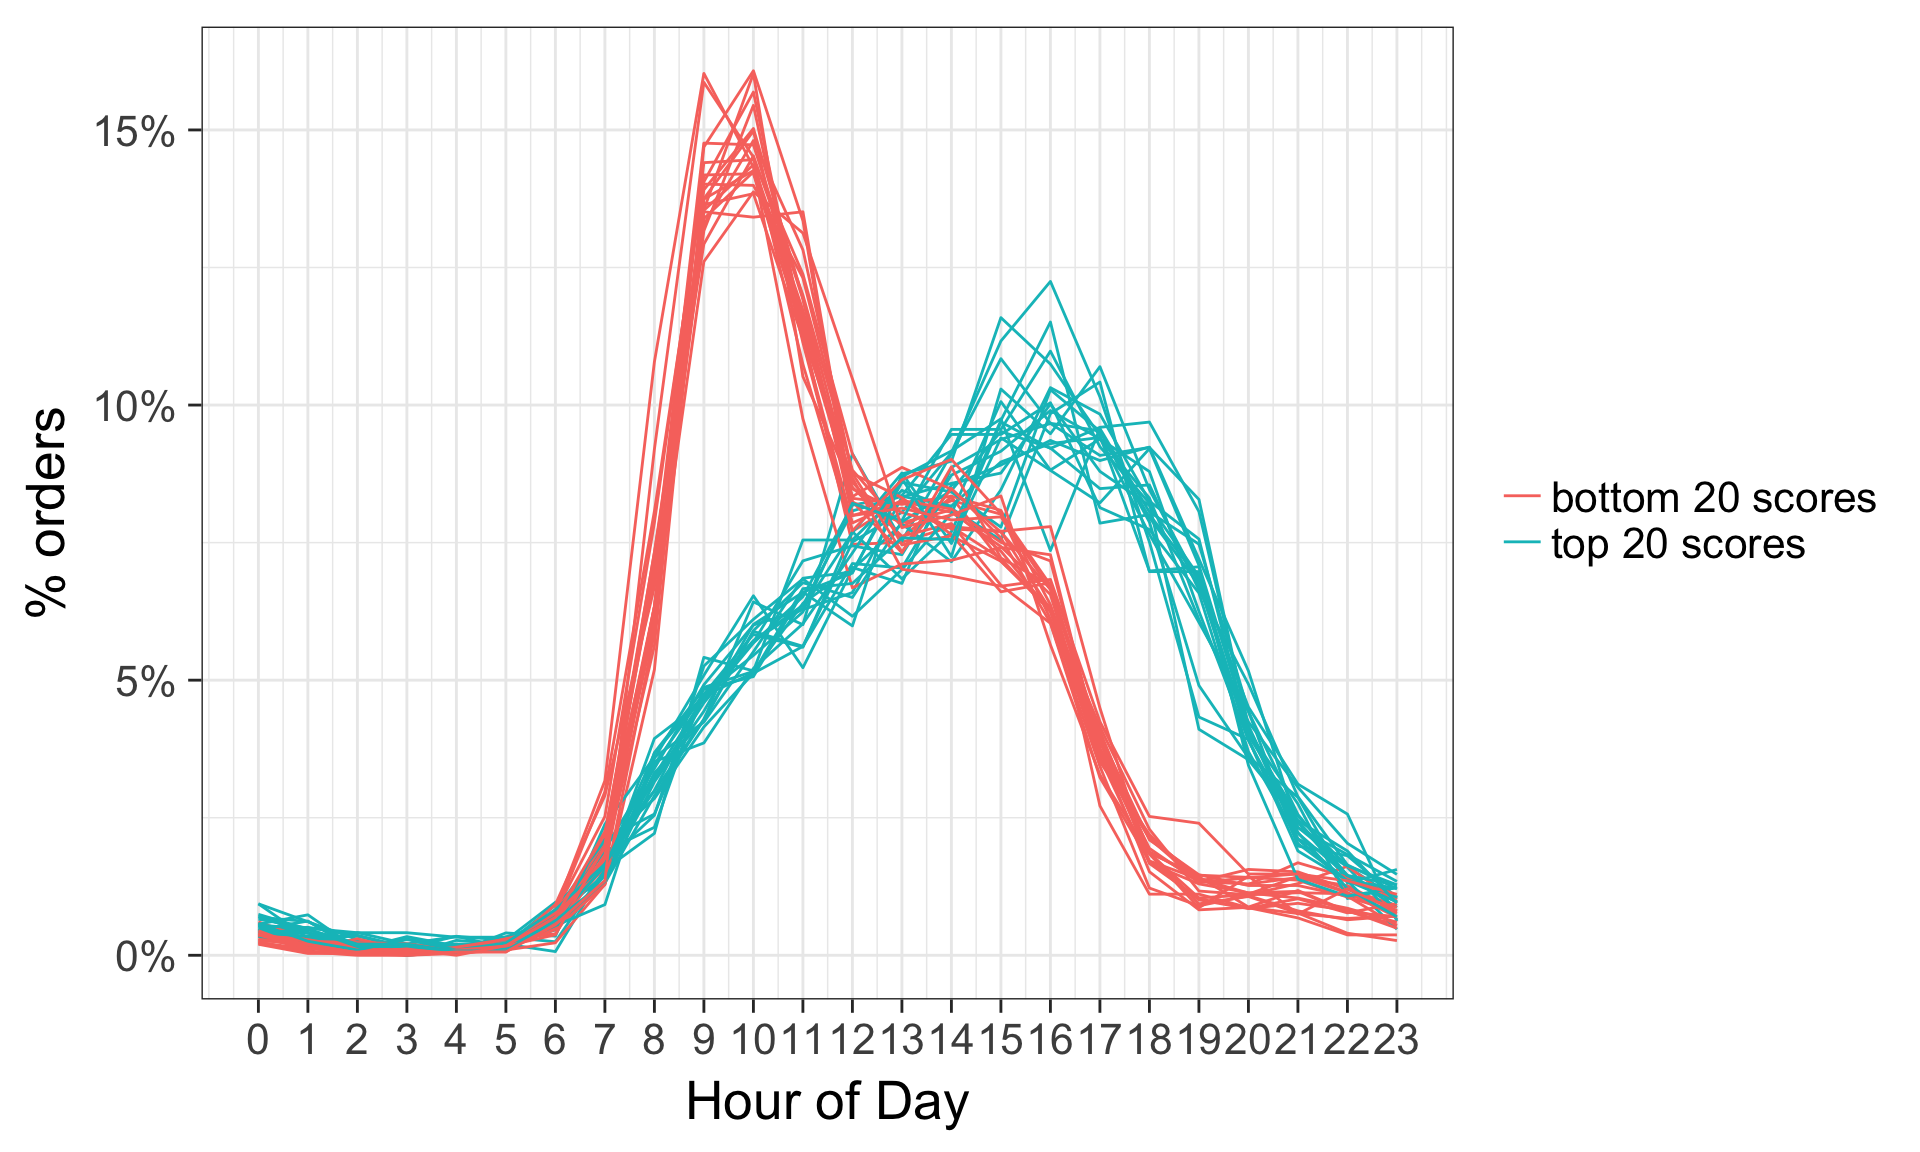 15%
10%
5%
0%
% orders
0 1 2 3 4 5 6 7 8 9 10 11 12 13 14 15 16 17 18 19 20 21 22 23
Hour of Day
bottom 20 scores
top 20 scores